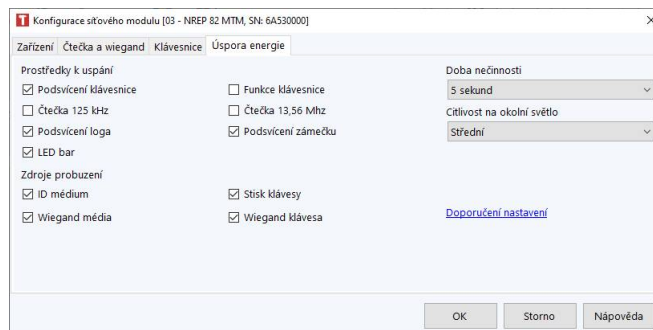 Konfigurace síťového modulu [03 - NREP 82 MTM, SN: 6A530000]
Zařízení Čtečka a wiegand Klávesnice Úspora energie
Prostředky k uspání Doba nečinnosti
Podsvícení klávesnice Funkce klávesnice 5 sekund
Čtečka 125 kHz Čtečka 13,56 Mhz Citlivost na okolní světlo
Podsvícení loga Podsvícení zámečku Střední
LED bar
Zdroje probuzení
ID médium Stisk klávesy
Wiegand média Wiegand klávesa Doporučení nastavení
OK Storno Nápověda